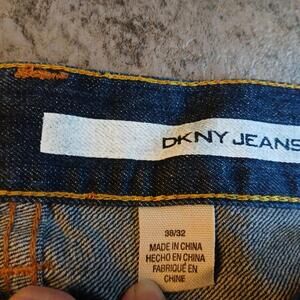 DKNY JEANS
38/32
MADE IN CHINA
HECHO EN CHINA
FABRIQUÉ EN
CHINE